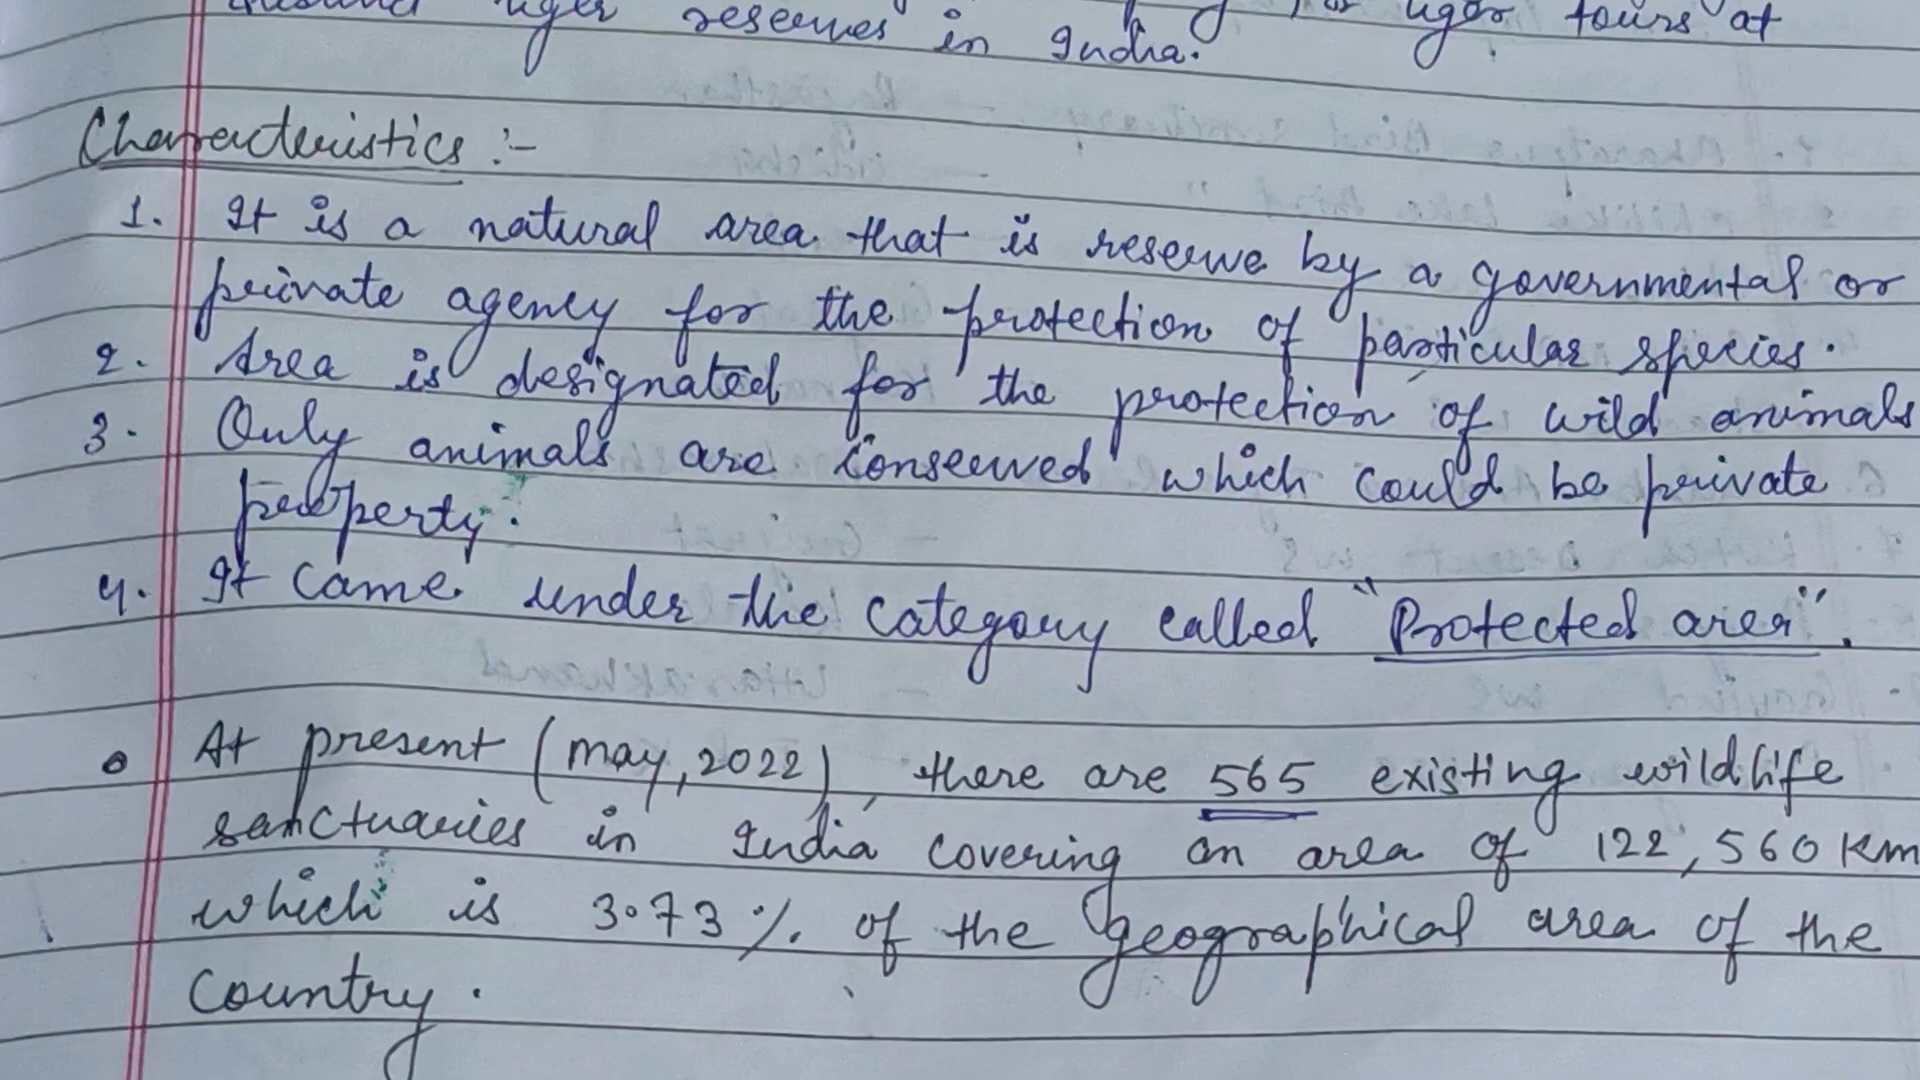 tiger reserves in India. tiger tours at
Characteristics :-
1. It is a natural area that is reserve by a governmental or
private agency for the protection of particular species.
2. Area is designated for the protection of wild animals
3. Only animals are conserved which could be private
property.
4. It came under the category called "Protected area".
At present (may, 2022), there are 565 existing wildlife
sanctuaries in India covering an area of 122,560 Km
which is 3.73% of the geographical area of the
country.